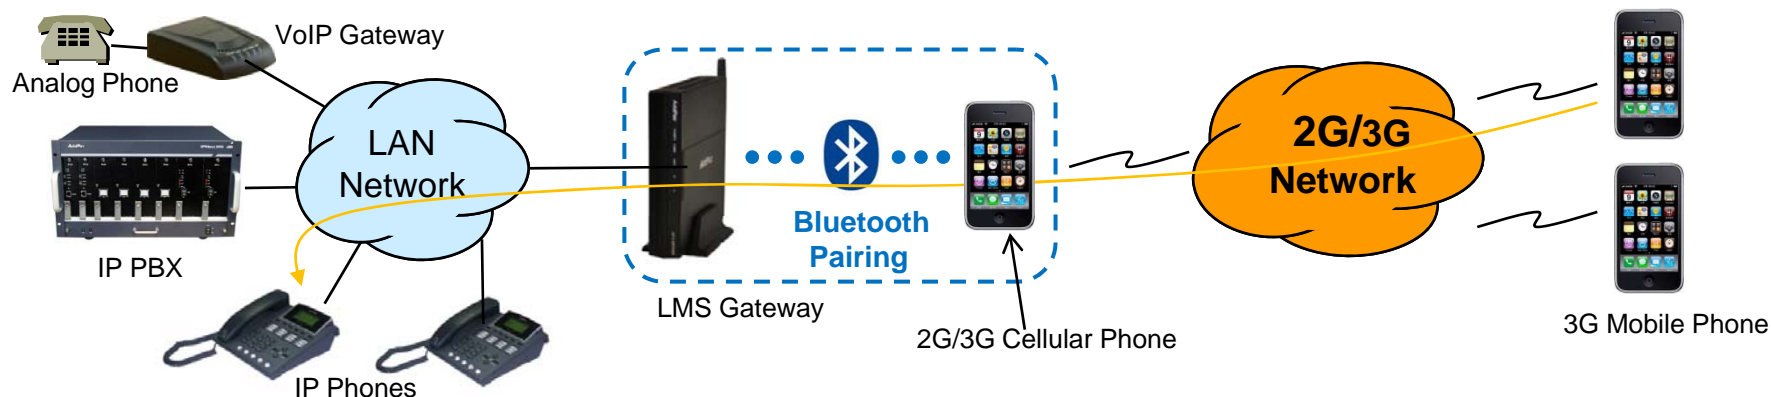 VoIP Gateway
Analog Phone
LAN
Network
IP PBX
IP Phones
Bluetooth
Pairing
LMS Gateway
2G/3G Cellular Phone
2G/3G
Network
3G Mobile Phone